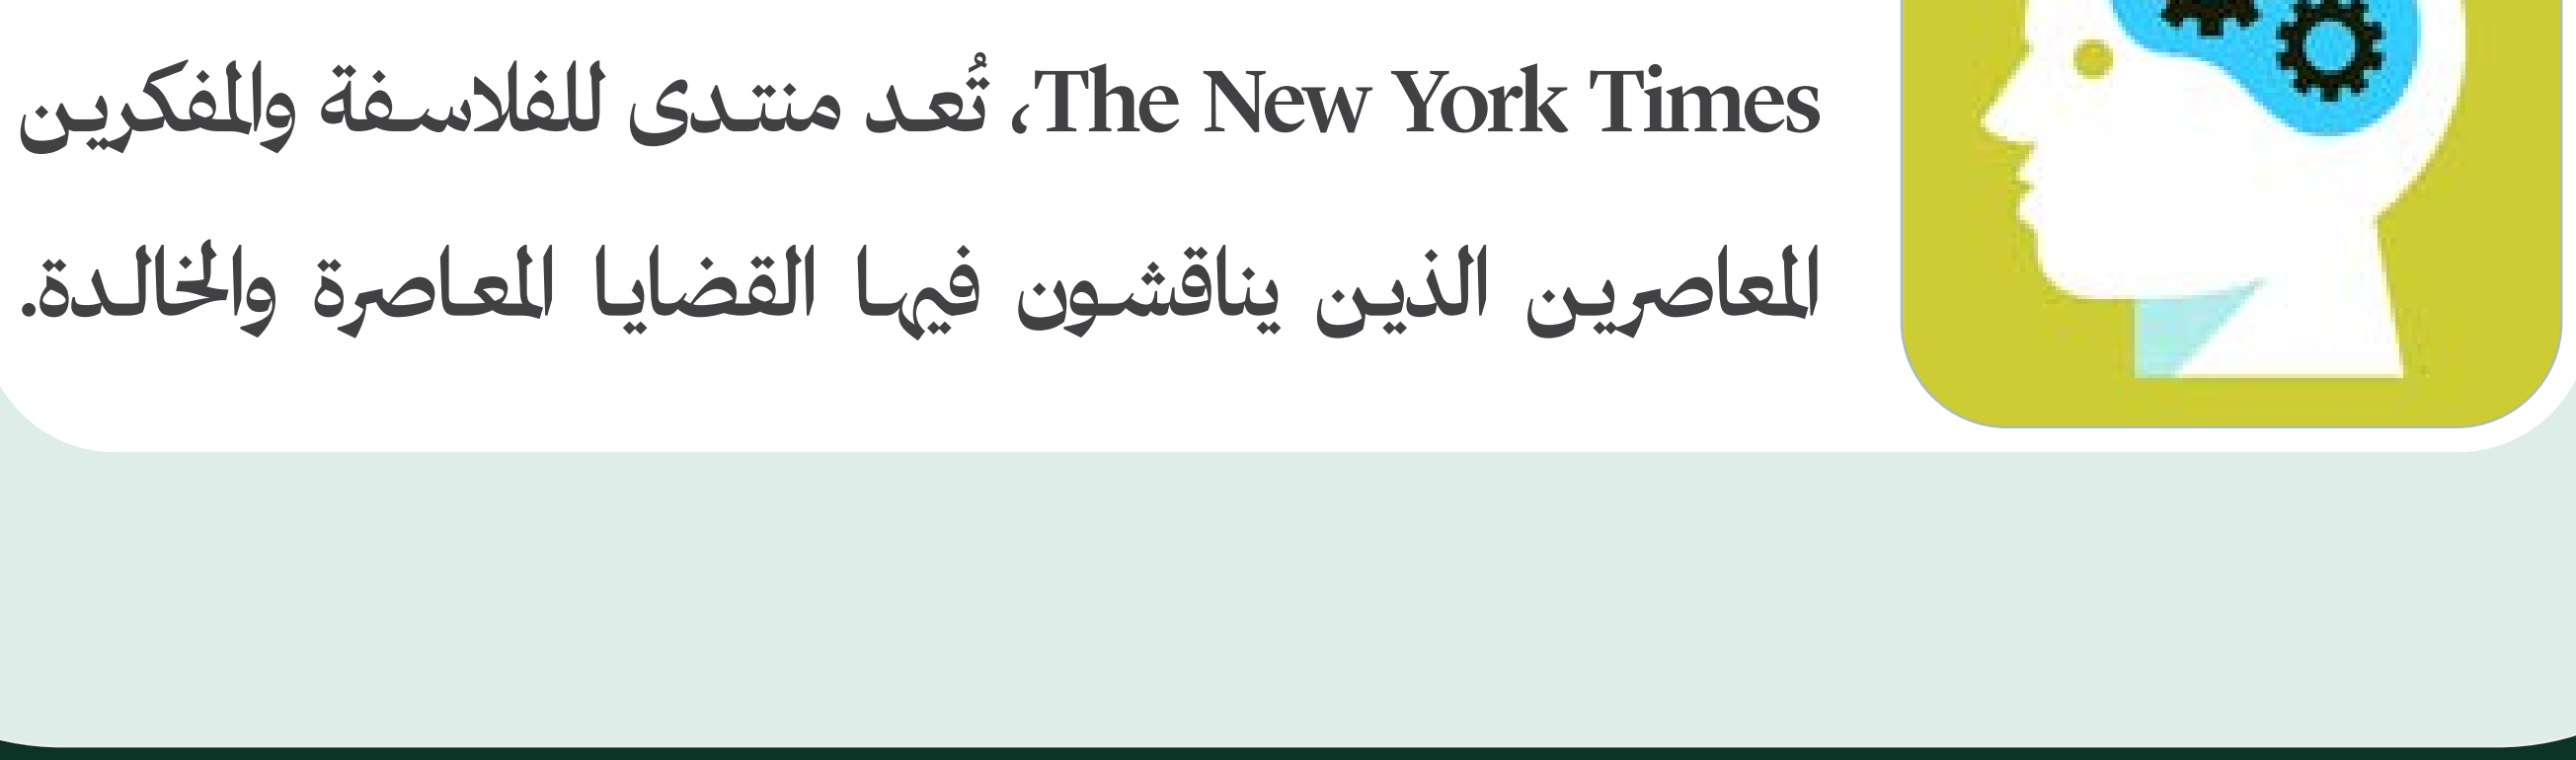 The New York Times، تُعد منتدى للفلاسفة والمفكرين
المعاصرين الذين يناقشون فيها القضايا المعاصرة والخالدة.